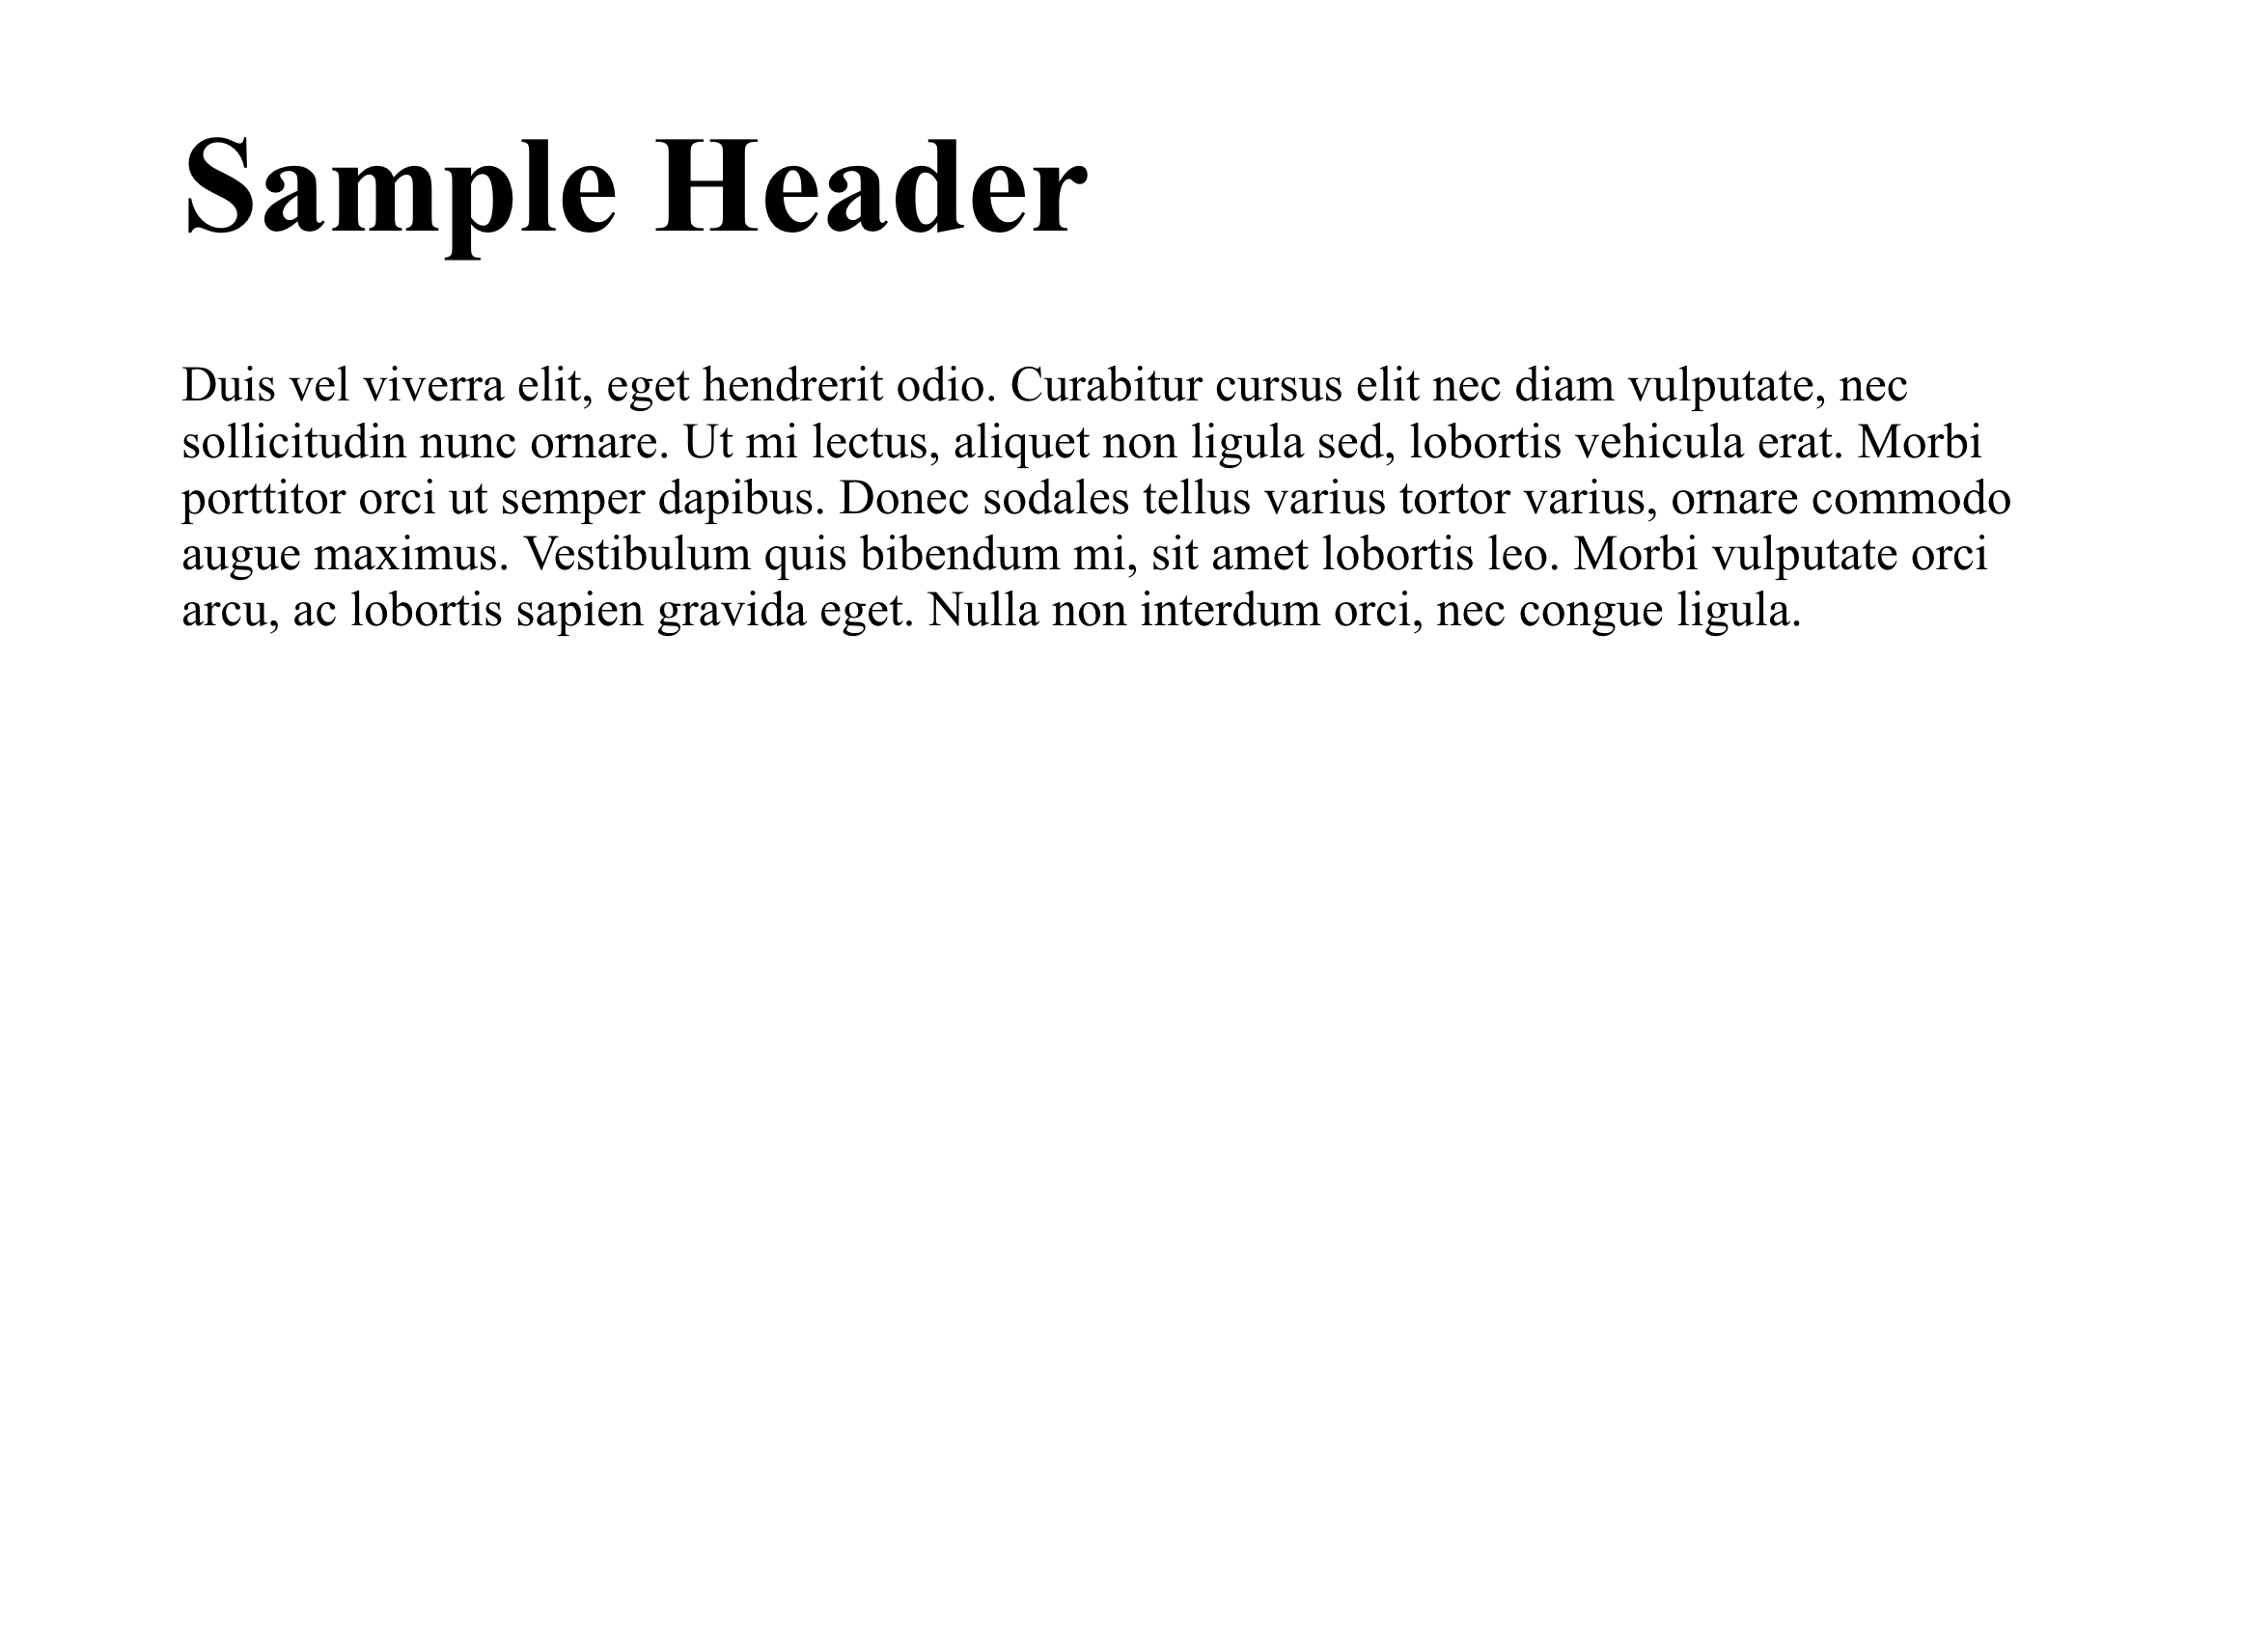 Sample Header
Duis vel viverra elit, eget hendrerit odio. Curabitur cursus elit nec diam vulputate, nec
sollicitudin nunc ornare. Ut mi lectus, aliquet non ligula sed, lobortis vehicula erat. Morbi
porttitor orci ut semper dapibus. Donec sodales tellus varius tortor varius, ornare commodo
augue maximus. Vestibulum quis bibendum mi, sit amet lobortis leo. Morbi vulputate orci
arcu, ac lobortis sapien gravida eget. Nulla non interdum orci, nec congue ligula.